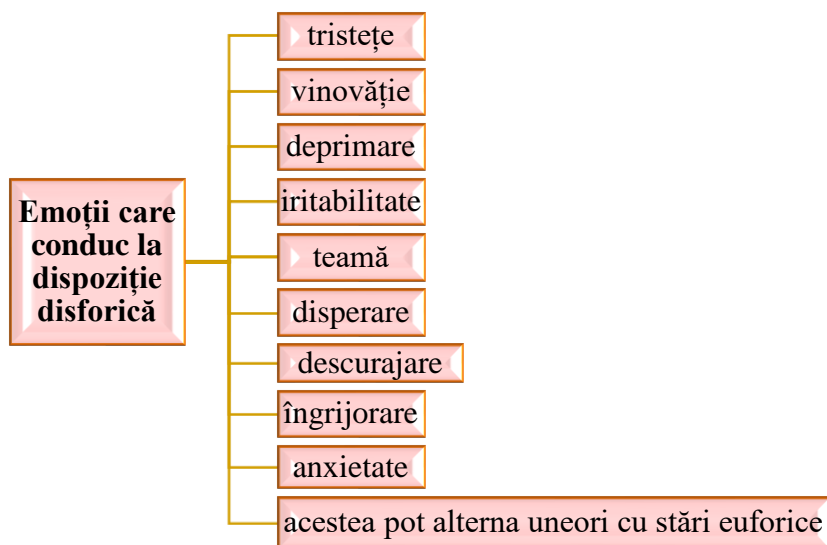 Emoții care
conduc la
dispoziție
disforică
tristețe
vinovăție
deprimare
iritabilitate
teamă
disperare
descurajare
îngrijorare
anxietate
acestea pot alterna uneori cu stări euforice